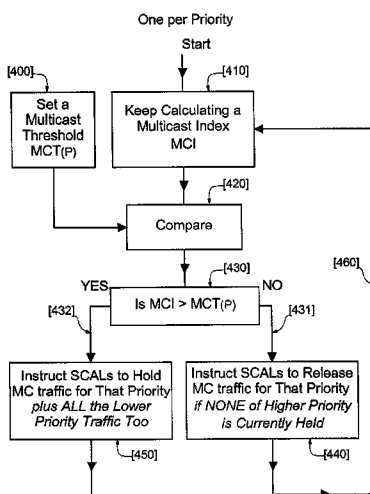 One per Priority
Start
[400]
[410]
Set a
Multicast
Threshold
MCT(P)
Keep Calculating a
Multicast Index
MCI
[420]
Compare
[430]
YES
NO
[460]
Is MCI > MCT(P)
[432]
[431]
Instruct SCALs to Hold
MC traffic for That Priority
plus ALL the Lower
Priority Traffic Too
Instruct SCALs to Release
MC traffic for That Priority
if NONE of Higher Priority
is Currently Held
[450]
[440]